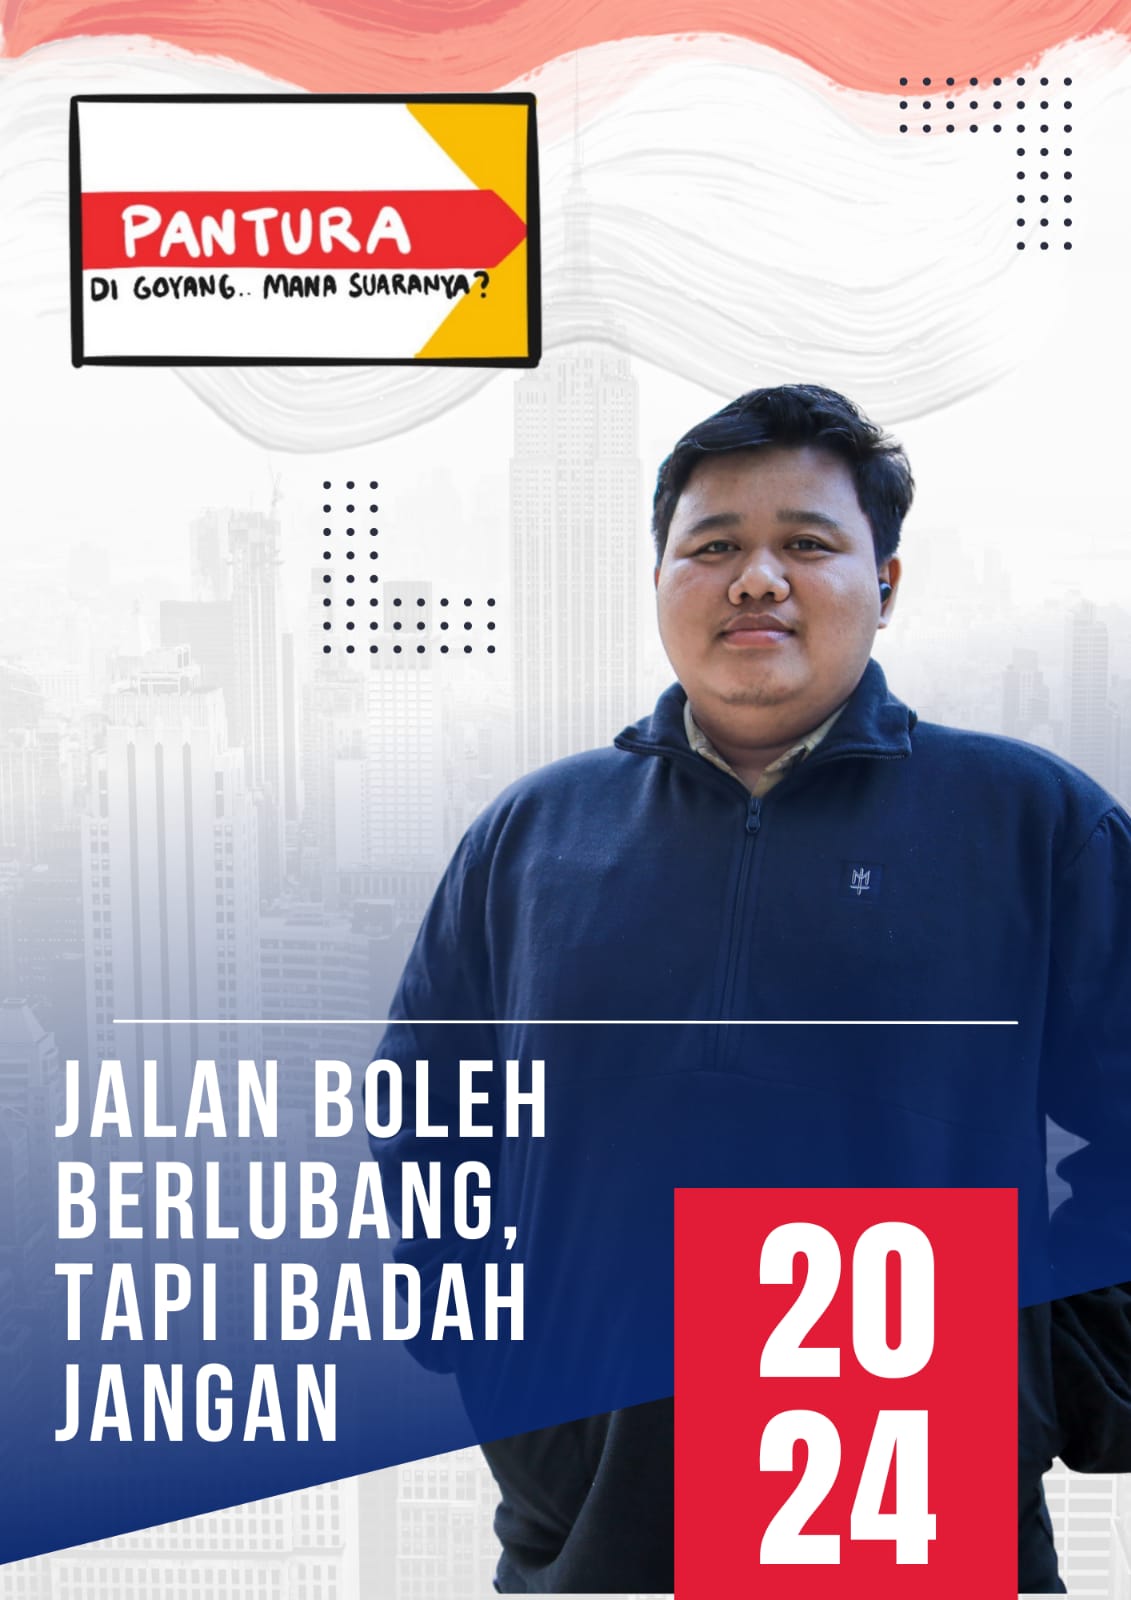 PANTURA
DI GOYANG.. MANA SUARANYA?
JALAN BOLEH
BERLUBANG,
TAPI IBADAH
JANGAN
20
24